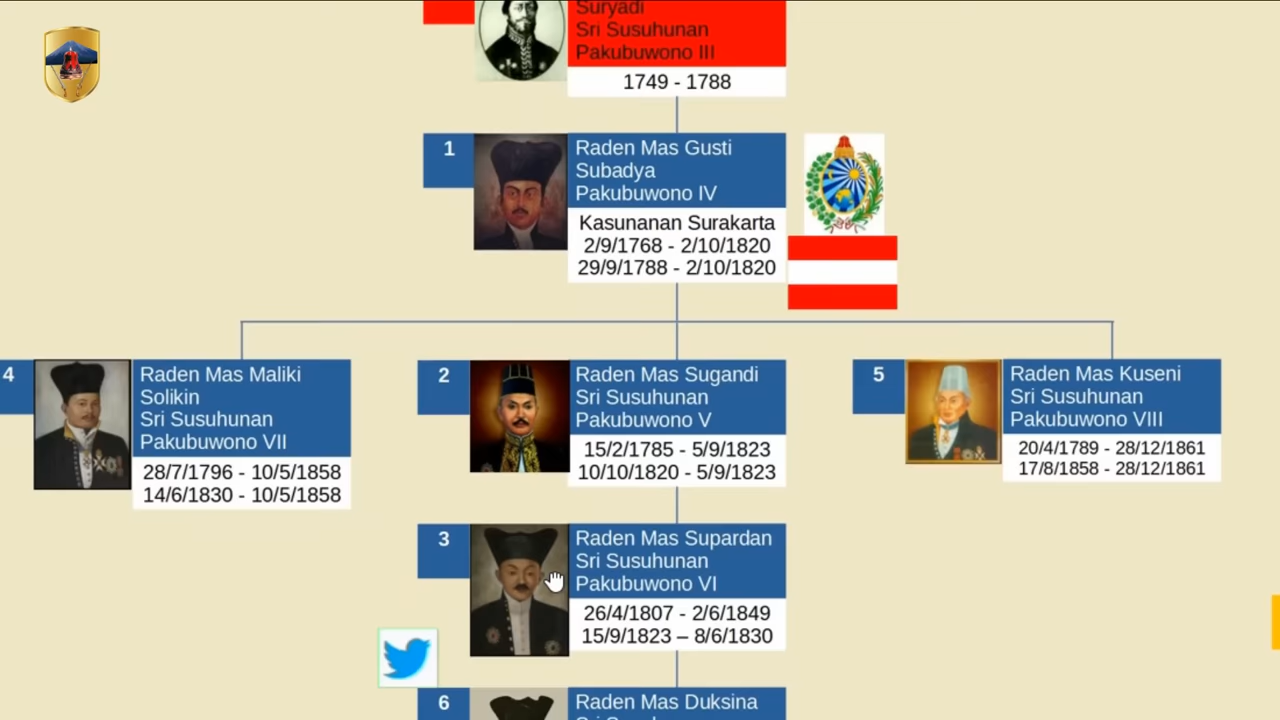 Suryadi
Sri Susuhunan
Pakubuwono III
1749 - 1788
1
Raden Mas Gusti
Subadya
Pakubuwono IV
Kasunanan Surakarta
2/9/1768 - 2/10/1820
29/9/1788 - 2/10/1820
4
Raden Mas Maliki
Solikin
Sri Susuhunan
Pakubuwono VII
28/7/1796 - 10/5/1858
14/6/1830 - 10/5/1858
2
Raden Mas Sugandi
Sri Susuhunan
Pakubuwono V
15/2/1785 - 5/9/1823
10/10/1820 - 5/9/1823
5
Raden Mas Kuseni
Sri Susuhunan
Pakubuwono VIII
20/4/1789 - 28/12/1861
17/8/1858 - 28/12/1861
3
Raden Mas Supardan
Sri Susuhunan
Pakubuwono VI
26/4/1807 - 2/6/1849
15/9/1823 – 8/6/1830
6
Raden Mas Duksina